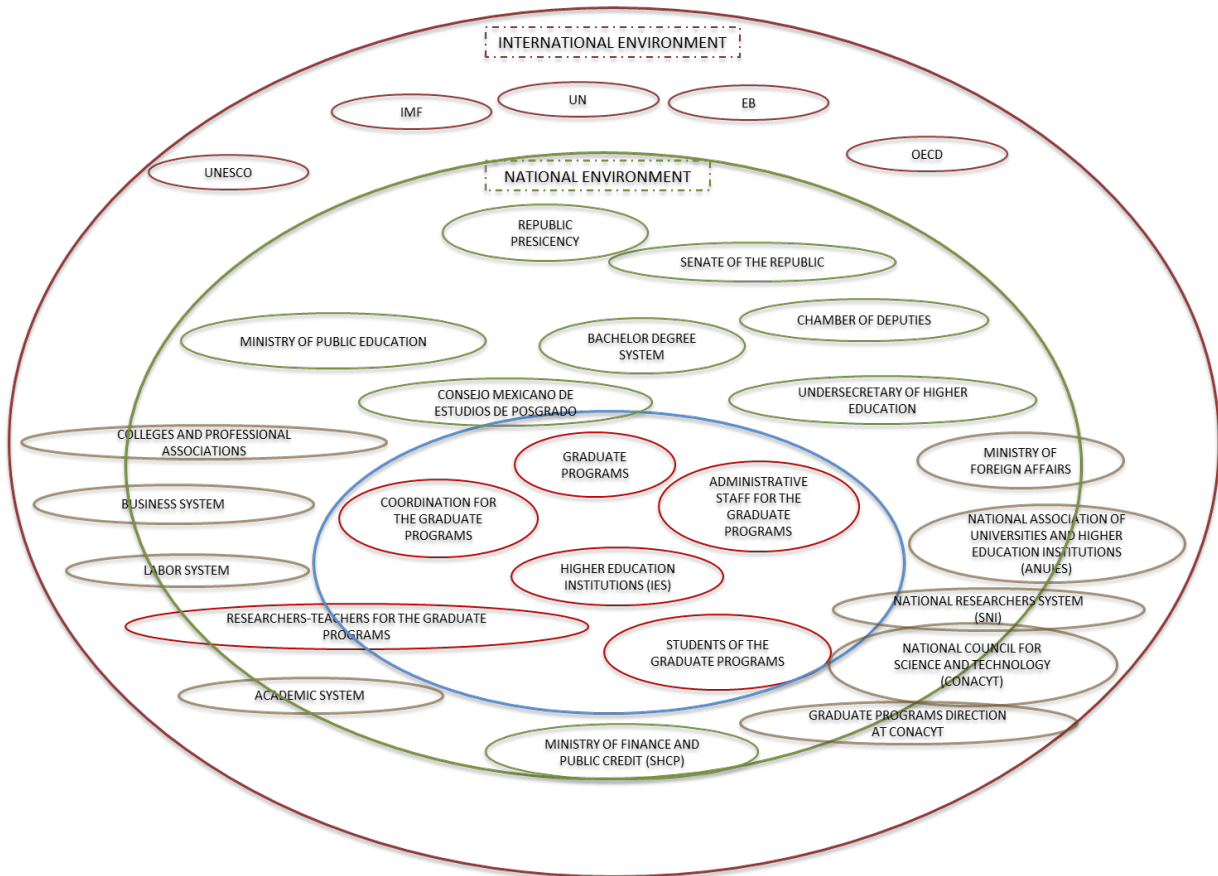 INTERNATIONAL ENVIRONMENT
UN
EB
IMF
OECD
UNESCO
NATIONAL ENVIRONMENT
REPUBLIC
PRESICENCY
SENATE OF THE REPUBLIC
CHAMBER OF DEPUTIES
MINISTRY OF PUBLIC EDUCATION
BACHELOR DEGREE
SYSTEM
CONSEJO MEXICANO DE
ESTUDIOS DE POSGRADO
UNDERSECRETARY OF HIGHER
EDUCATION
COLLEGES AND PROFESSIONAL
ASSOCIATIONS
GRADUATE
PROGRAMS
MINISTRY OF
FOREIGN AFFAIRS
BUSINESS SYSTEM
COORDINATION FOR
THE GRADUATE
PROGRAMS
ADMINISTRATIVE
STAFF FOR THE
GRADUATE
PROGRAMS
NATIONAL ASSOCIATION OF
UNIVERSITIES AND HIGHER
EDUCATION INSTITUTIONS
(ANUIES)
LABOR SYSTEM
HIGHER EDUCATION
INSTITUTIONS (IES)
NATIONAL RESEARCHERS SYSTEM
(SNI)
RESEARCHERS-TEACHERS FOR THE GRADUATE
PROGRAMS
STUDENTS OF THE
GRADUATE PROGRAMS
NATIONAL COUNCIL FOR
SCIENCE AND TECHNOLOGY
(CONACYT)
ACADEMIC SYSTEM
GRADUATE PROGRAMS DIRECTION
AT CONACYT
MINISTRY OF FINANCE AND
PUBLIC CREDIT (SHCP)